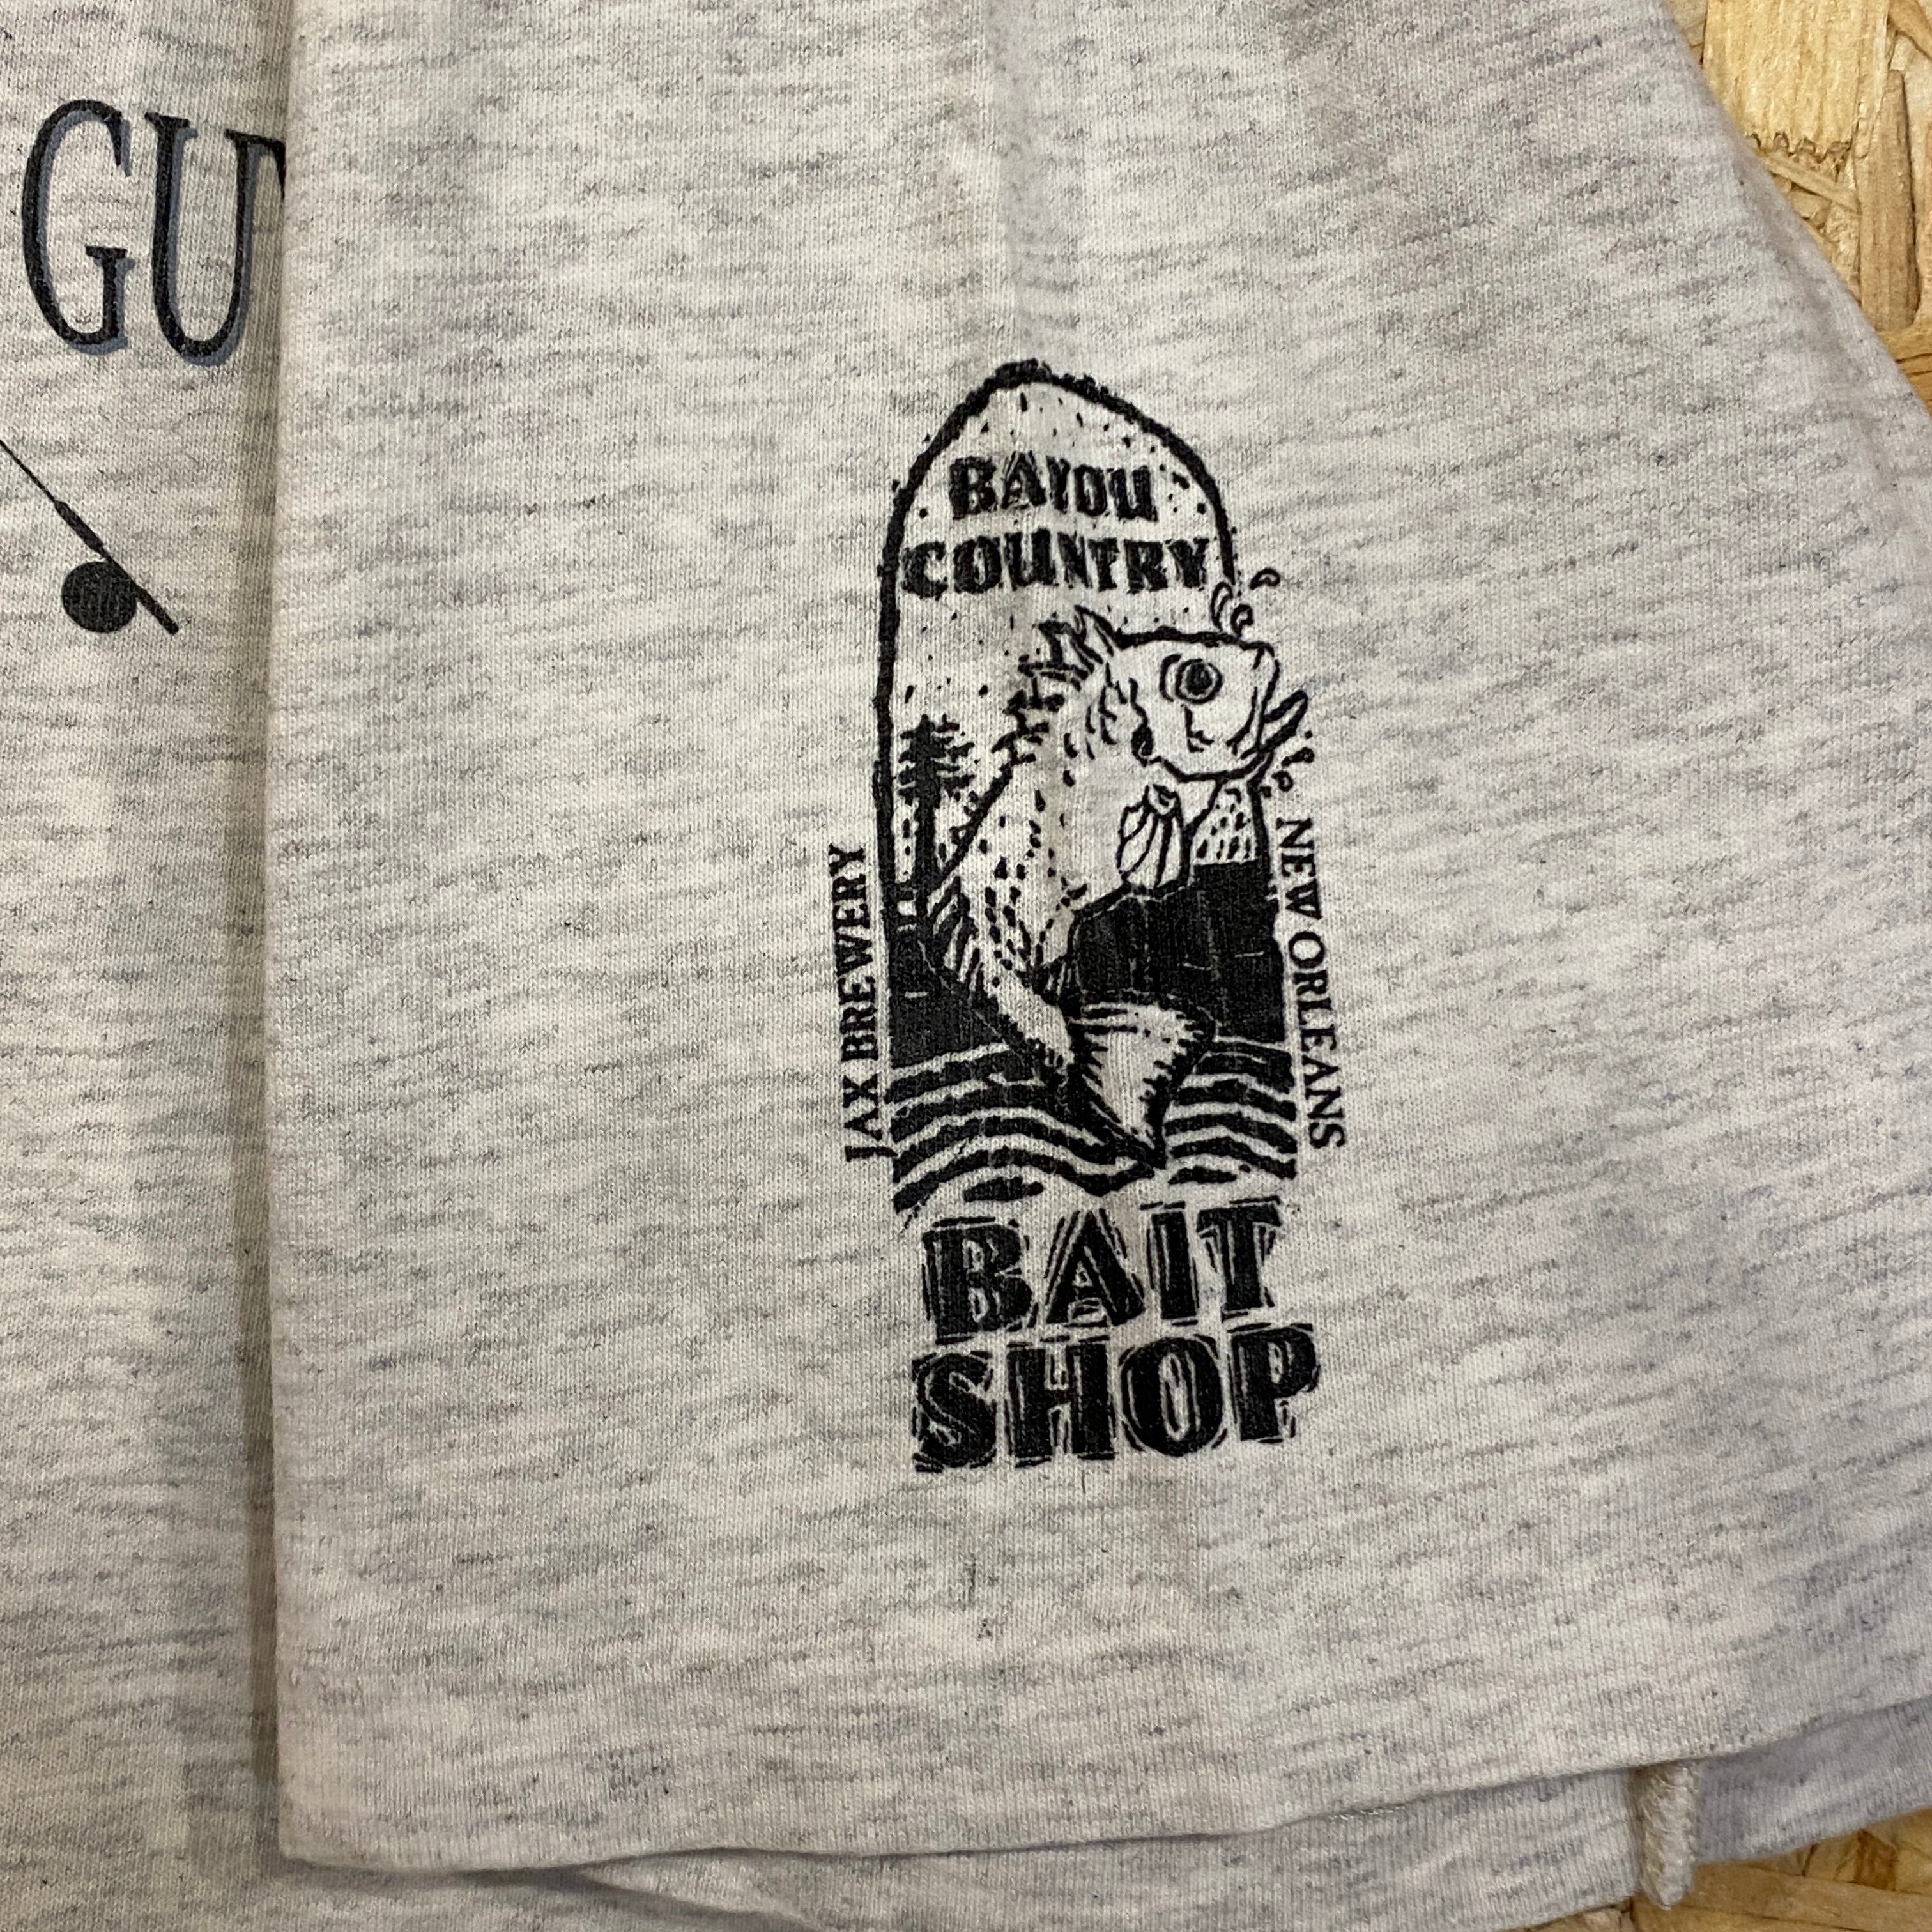 GU
BAYOU
COUNTRY
JAX BREWERY
NEW ORLEANS
BAIT
SHOP